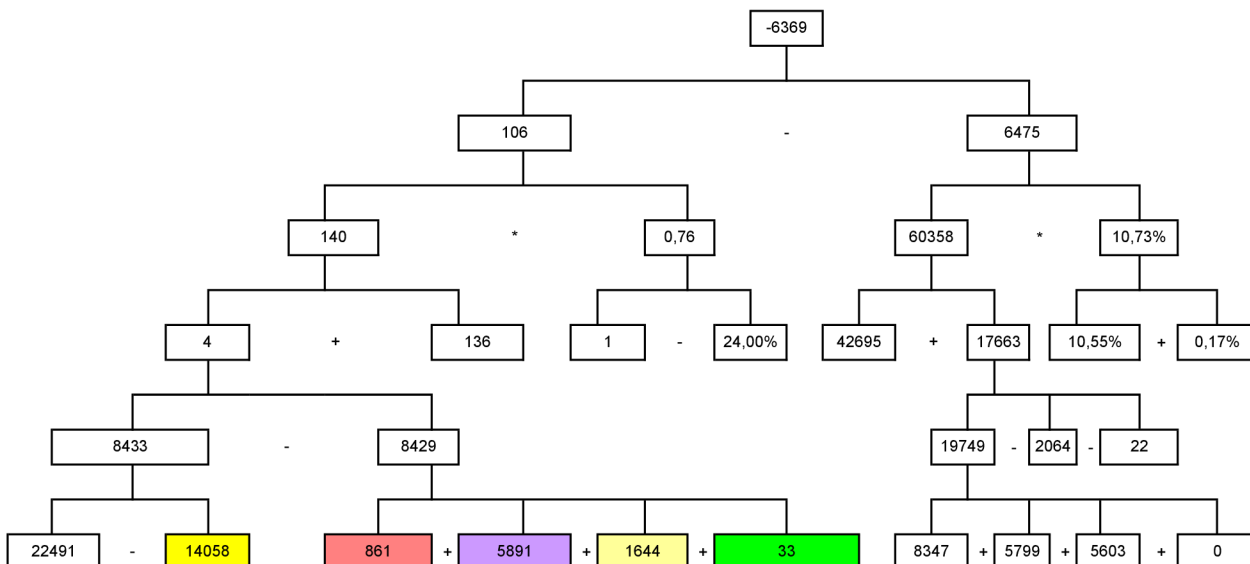 -6369
106 - 6475
140 * 0,76 60358 * 10,73%
4 + 136 1 - 24,00% 42695 + 17663 10,55% + 0,17%
8433 - 8429 19749 - 2064 - 22
22491 - 14058 861 + 5891 + 1644 + 33 8347 + 5799 + 5603 + 0